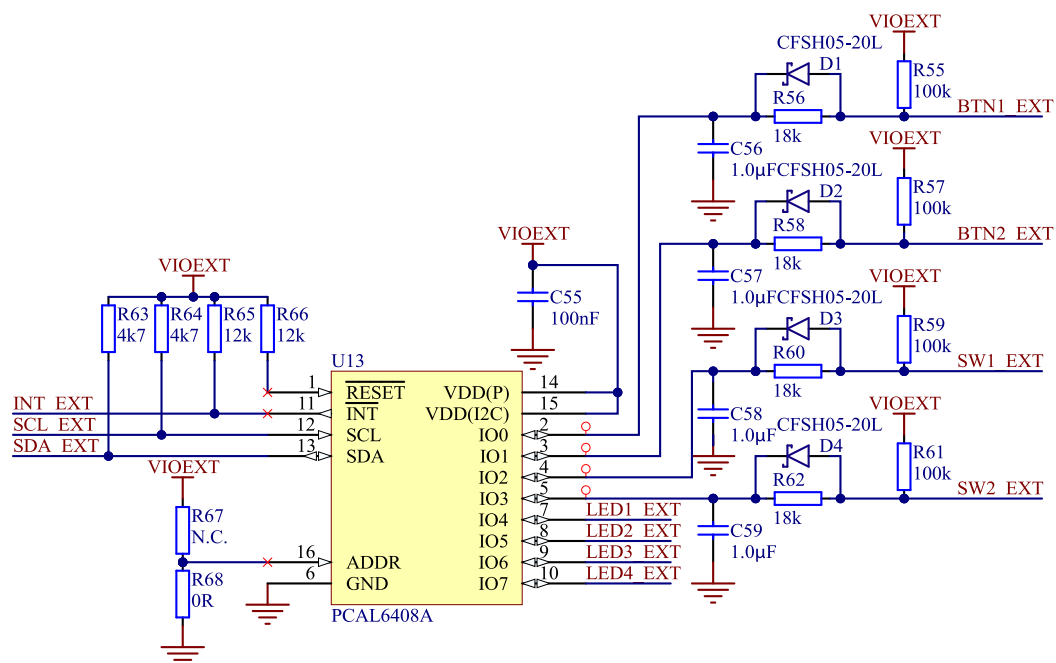 VIOEXT
CFSH05-20L
D1
R55
100k
R56
18k
BTN1_EXT
C56
1.0µF
VIOEXT
CFSH05-20L
D2
R57
100k
R58
18k
BTN2_EXT
C57
1.0µF
VIOEXT
CFSH05-20L
D3
R59
100k
R60
18k
SW1_EXT
C58
1.0µF
VIOEXT
CFSH05-20L
D4
R61
100k
R62
18k
SW2_EXT
C59
1.0µF
VIOEXT
C55
100nF
VIOEXT
R63
4k7
R64
4k7
R65
12k
R66
12k
INT_EXT
SCL_EXT
SDA_EXT
VIOEXT
R67
N.C.
R68
0R
U13
1 RESET
11 INT
12 SCL
13 SDA
16 ADDR
6 GND
VDD(P) 14
VDD(I2C) 15
IO0 2
IO1 3
IO2 4
IO3 5
IO4 7 LED1_EXT
IO5 8 LED2_EXT
IO6 9 LED3_EXT
IO7 10 LED4_EXT
PCAL6408A